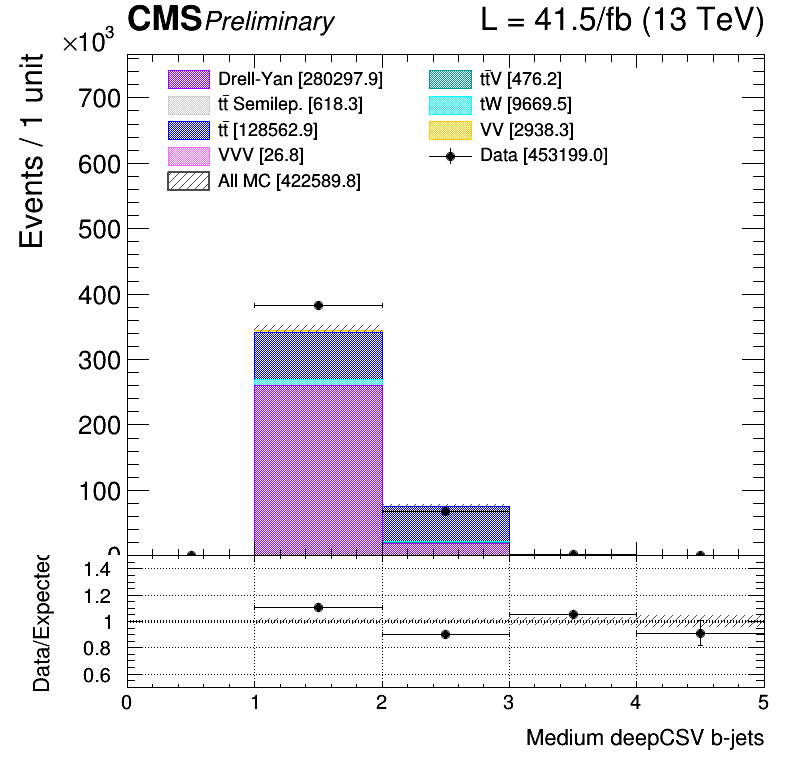 CMS Preliminary L = 41.5/fb (13 TeV)
×10³
Events / 1 unit
Drell-Yan [280297.9]
tt̄ Semilep. [618.3]
tt̄ [128562.9]
VVV [26.8]
All MC [422589.8]
tt̄V [476.2]
tW [9669.5]
VV [2938.3]
Data [453199.0]
700
600
500
400
300
200
100
0
Data/Expected
1.4
1.2
1
0.8
0.6
0 1 2 3 4 5
Medium deepCSV b-jets